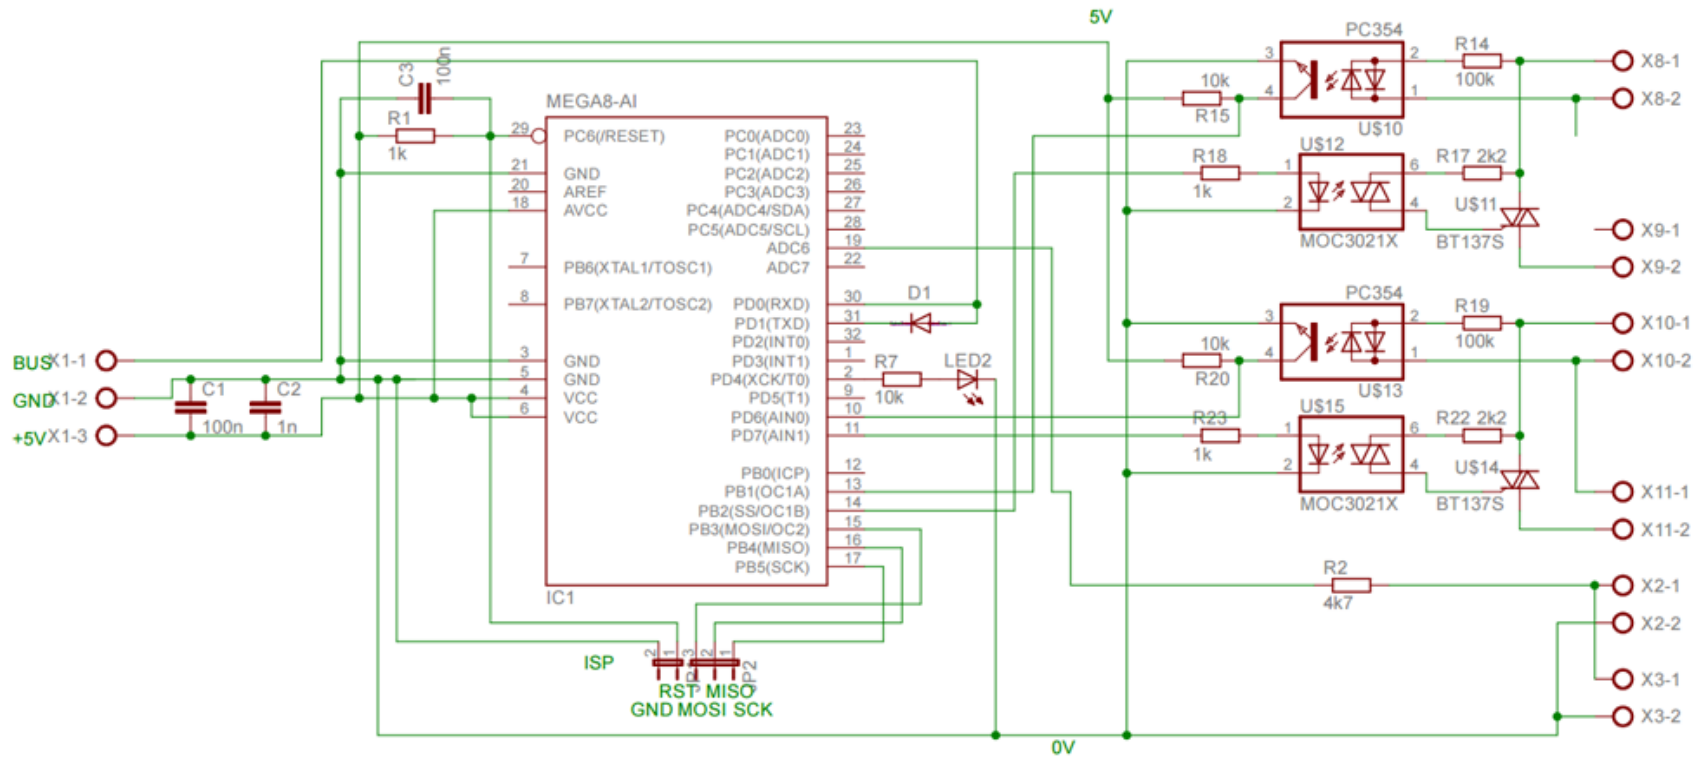 5V
PC354
3
2
R14
100k
X8-1
10k
R15
4
1
X8-2
U$10
C3
100n
MEGA8-AI
R1
1k
29
PC6(/RESET)
PC0(ADC0)
23
PC1(ADC1)
24
21
GND
PC2(ADC2)
25
20
AREF
PC3(ADC3)
26
18
AVCC
PC4(ADC4/SDA)
27
PC5(ADC5/SCL)
28
ADC6
19
7
PB6(XTAL1/TOSC1)
ADC7
22
8
PB7(XTAL2/TOSC2)
PD0(RXD)
30
PD1(TXD)
31
PD2(INT0)
32
3
GND
PD3(INT1)
1
5
GND
PD4(XCK/T0)
2
4
VCC
PD5(T1)
9
6
VCC
PD6(AIN0)
10
PD7(AIN1)
11
PB0(ICP)
12
PB1(OC1A)
13
PB2(SS/OC1B)
14
PB3(MOSI/OC2)
15
PB4(MISO)
16
PB5(SCK)
17
IC1
D1
R7
10k
LED2
U$12
R18
1k
1
2
6
4
R17 2k2
U$11
MOC3021X
BT137S
X9-1
X9-2
PC354
3
2
R19
100k
X10-1
10k
R20
4
1
X10-2
U$13
U$15
R23
1k
1
2
6
4
R22 2k2
U$14
MOC3021X
BT137S
X11-1
X11-2
R2
4k7
X2-1
X2-2
X3-1
X3-2
BUS X1-1
GND X1-2
+5V X1-3
C1
100n
C2
1n
ISP
2
1
3
2
1
JP2
RST MISO
GND MOSI SCK
0V